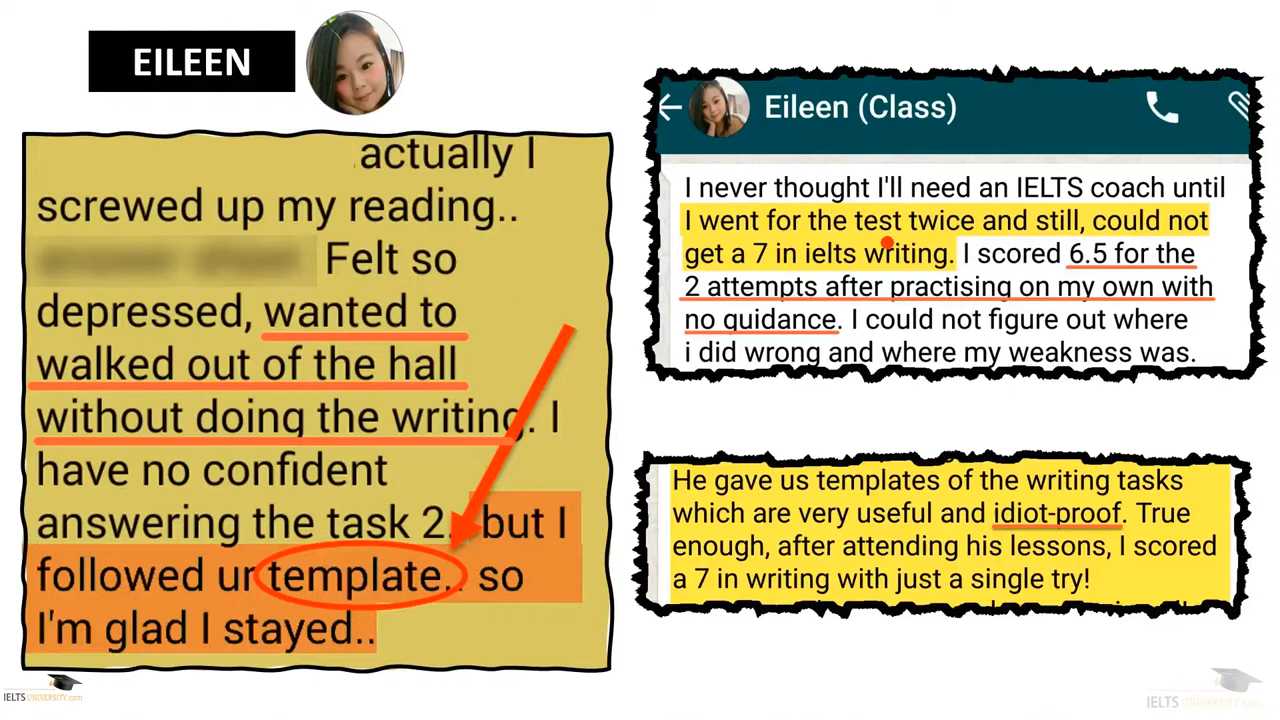 EILEEN
actually I
screwed up my reading..
Felt so
depressed, wanted to
walked out of the hall
without doing the writing. I
have no confident
answering the task 2.. but I
followed ur template.. so
I'm glad I stayed..
Eileen (Class)
I never thought I'll need an IELTS coach until
I went for the test twice and still, could not
get a 7 in ielts writing. I scored 6.5 for the
2 attempts after practising on my own with
no guidance. I could not figure out where
i did wrong and where my weakness was.
He gave us templates of the writing tasks
which are very useful and idiot-proof. True
enough, after attending his lessons, I scored
a 7 in writing with just a single try!
IELTS UNIVERSITY.com
IELTS UNIVERSITY.com